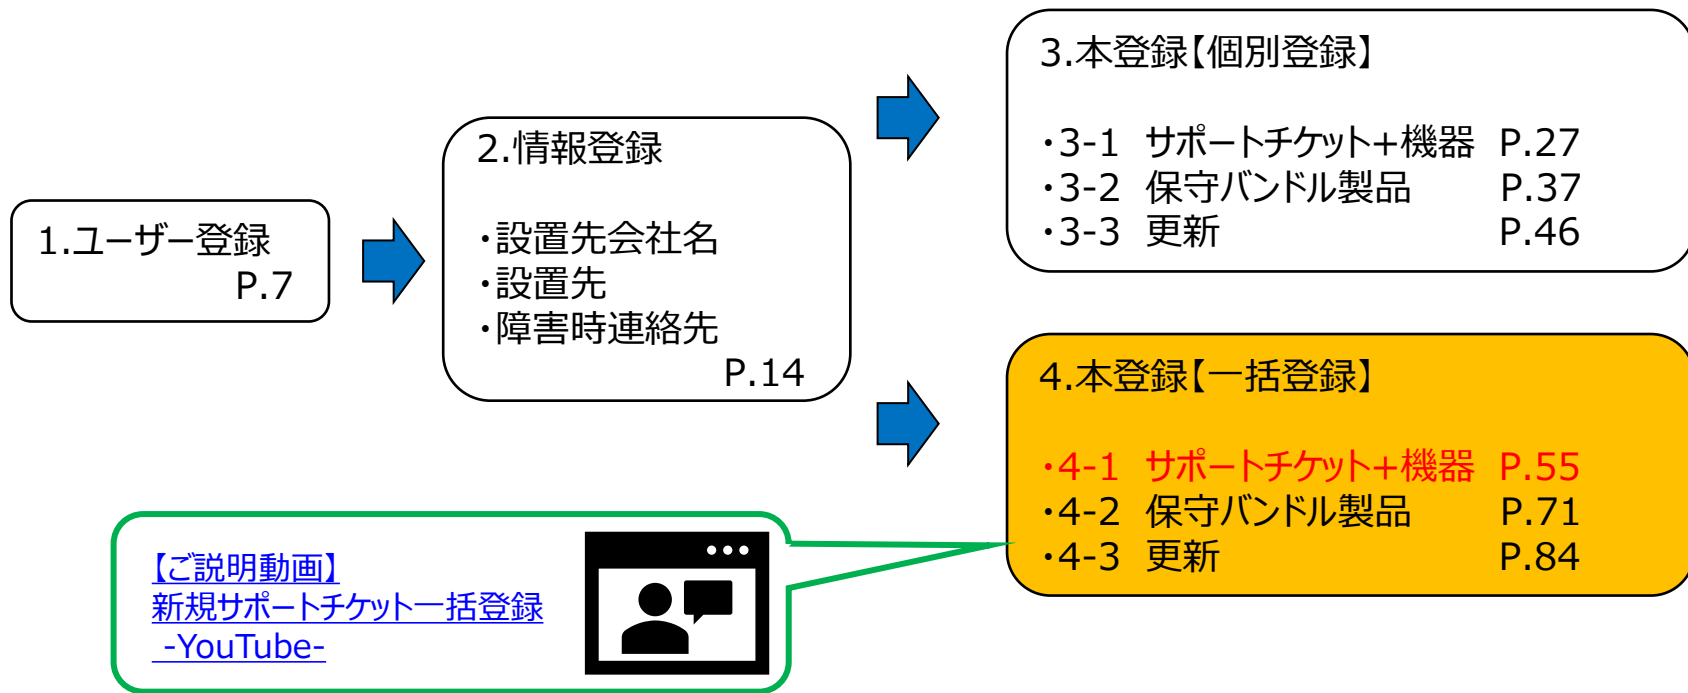 1.ユーザー登録
P.7
2.情報登録
・設置先会社名
・設置先
・障害時連絡先
P.14
3.本登録【個別登録】
・3-1 サポートチケット+機器 P.27
・3-2 保守バンドル製品 P.37
・3-3 更新 P.46
4.本登録【一括登録】
・4-1 サポートチケット+機器 P.55
・4-2 保守バンドル製品 P.71
・4-3 更新 P.84
【ご説明動画】
新規サポートチケット一括登録
-YouTube-